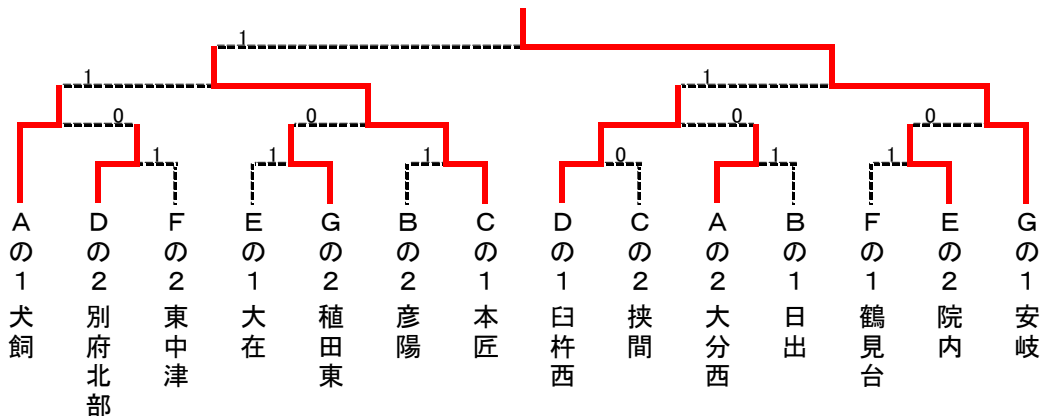 1
1
1
0
0
0
0
1
1
1
0
1
1
Aの1 犬飼
Dの2 別府北部
Fの2 東中津
Eの1 大在
Gの2 稙田東
Bの2 彦陽
Cの1 本匠
Dの1 臼杵西
Cの2 挾間
Aの2 大分西
Bの1 日出
Fの1 鶴見台
Eの2 院内
Gの1 安岐